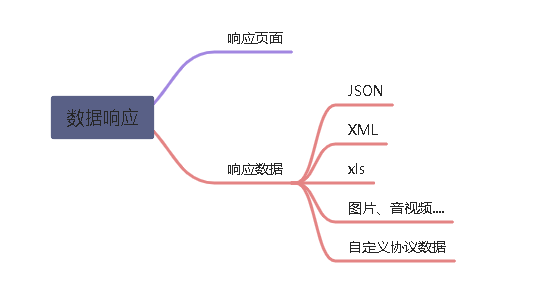 数据响应
响应页面
响应数据
JSON
XML
xls
图片、音视频....
自定义协议数据